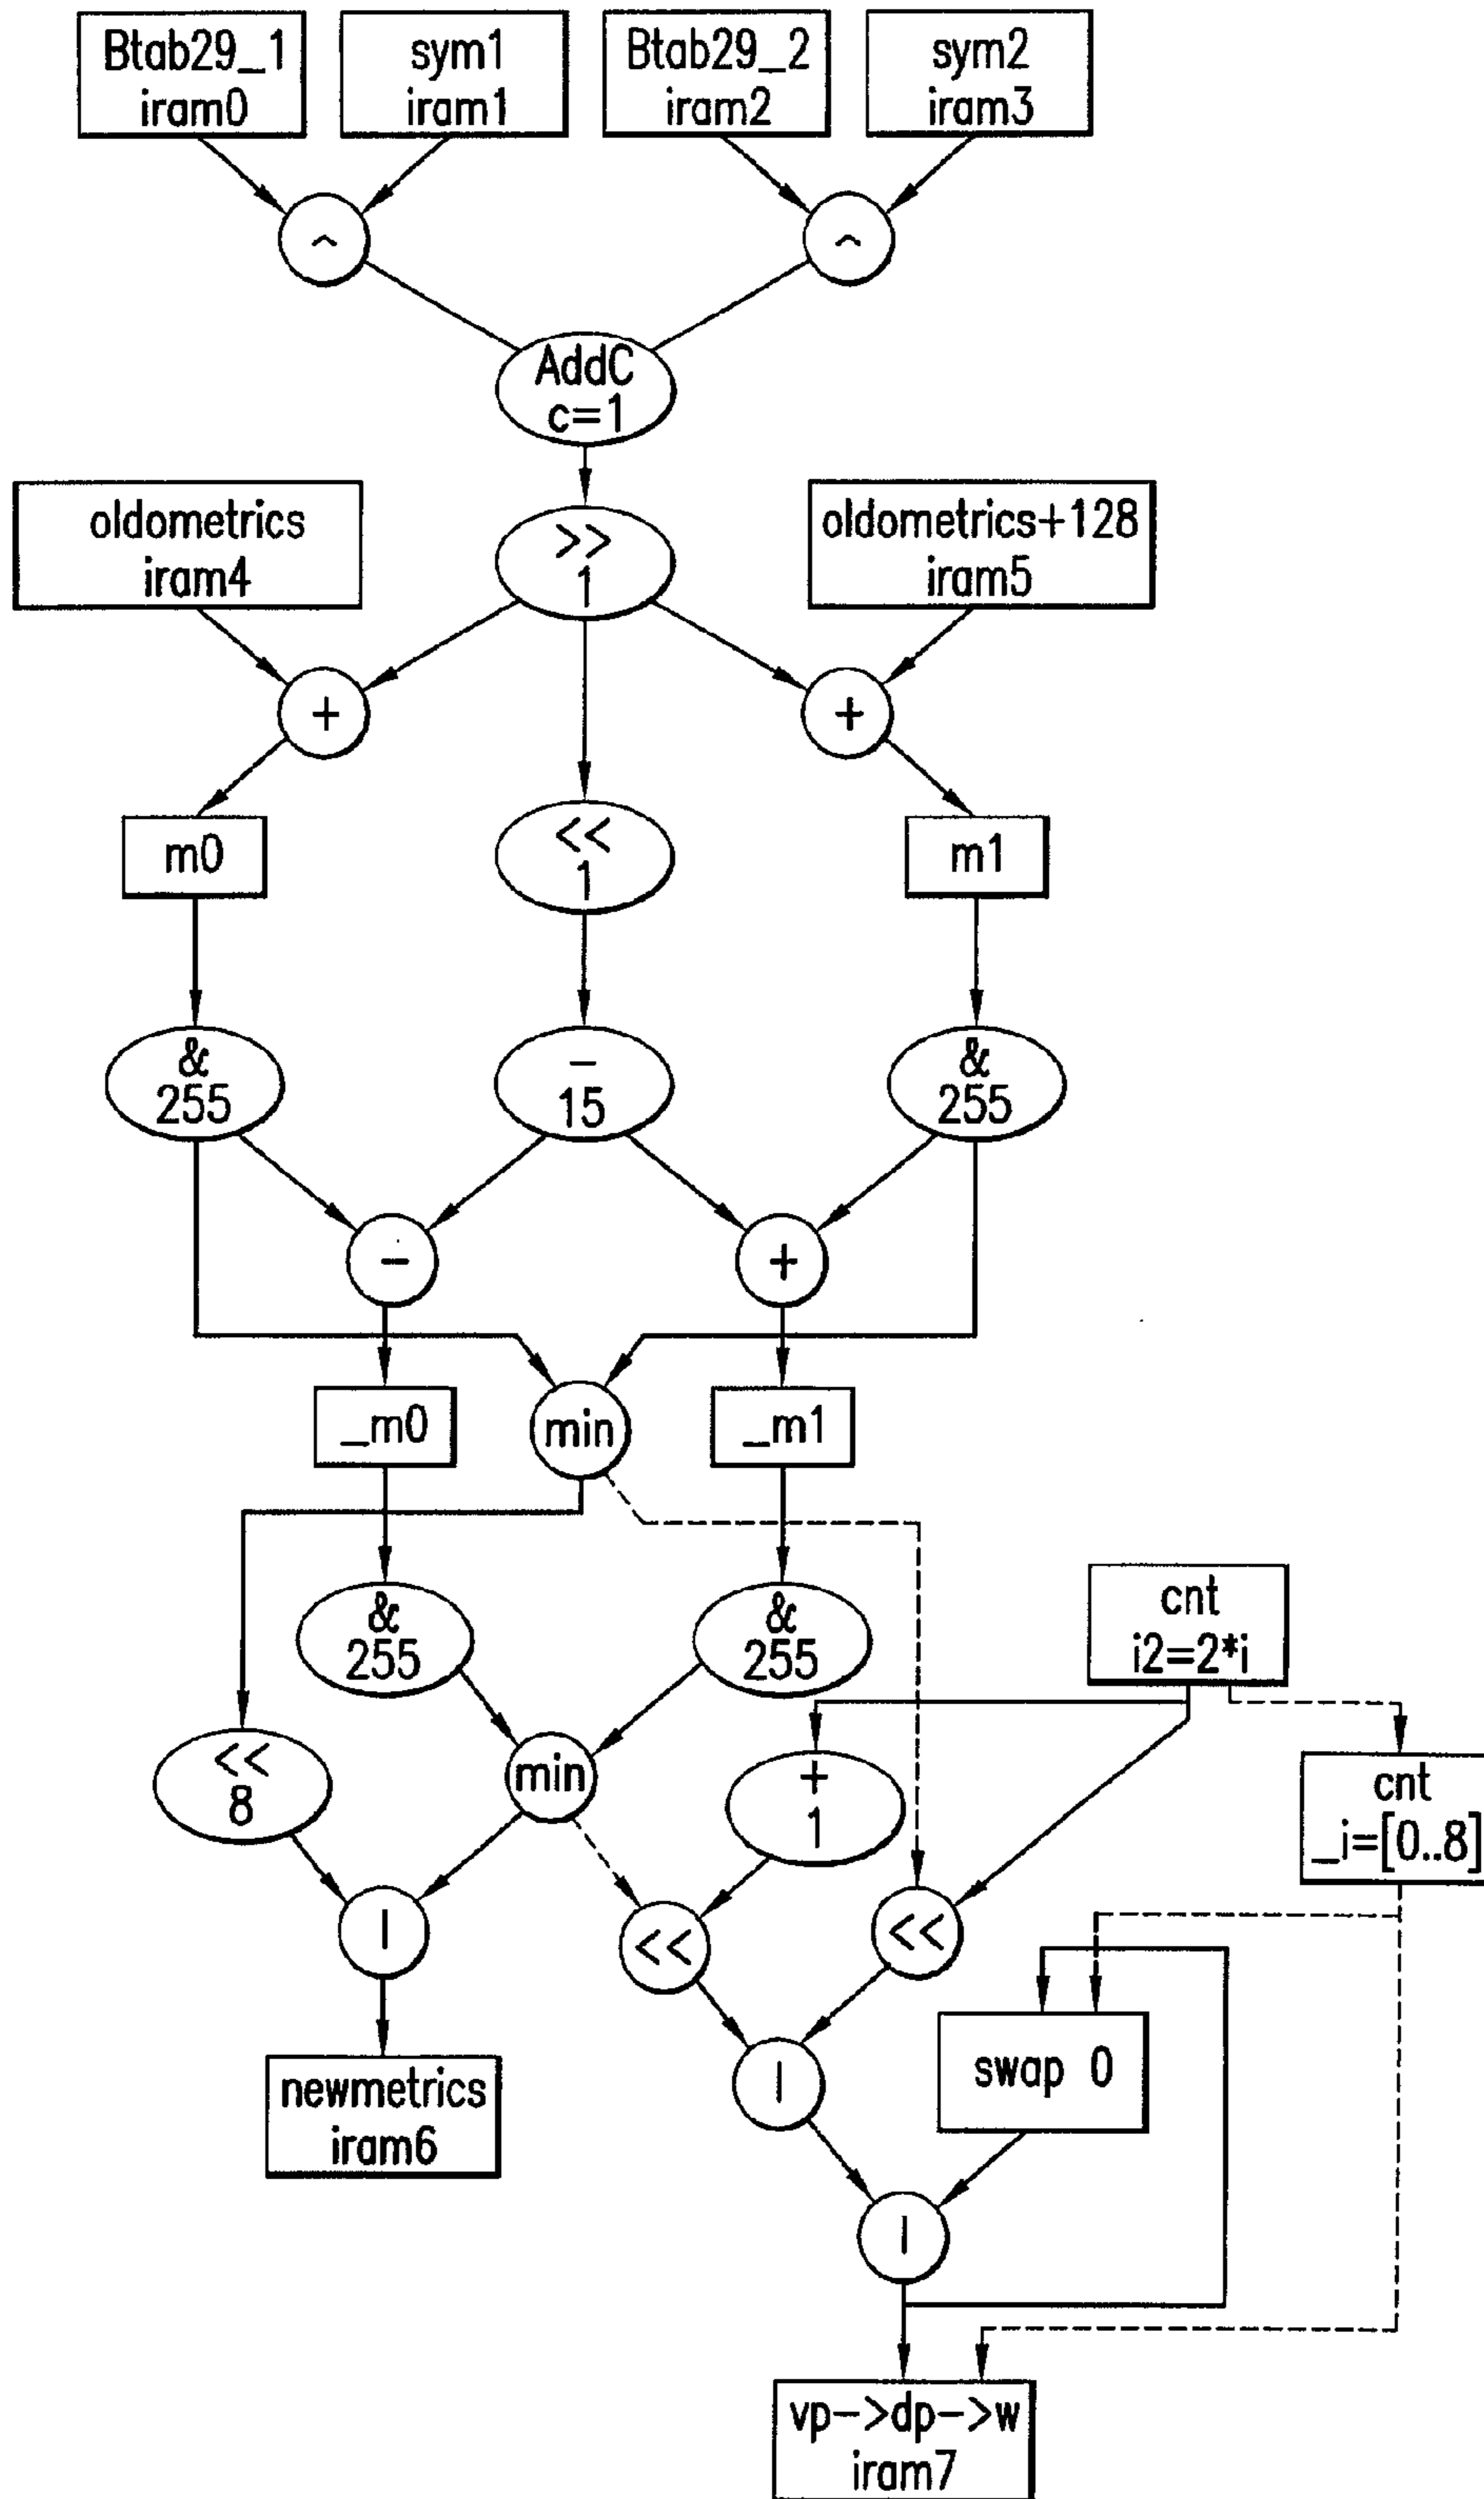 Btab29_1
iram0
sym1
iram1
Btab29_2
iram2
sym2
iram3
^
^
AddC
c=1
oldometrics
iram4
>>
1
oldometrics+128
iram5
+
+
m0
<<
1
m1
&
255
-
15
&
255
-
+
_m0
min
_m1
&
255
&
255
cnt
i2=2*i
<<
8
min
+
1
cnt
_i=[0..8]
|
<<
<<
newmetrics
iram6
|
swap 0
|
vp->dp->w
iram7